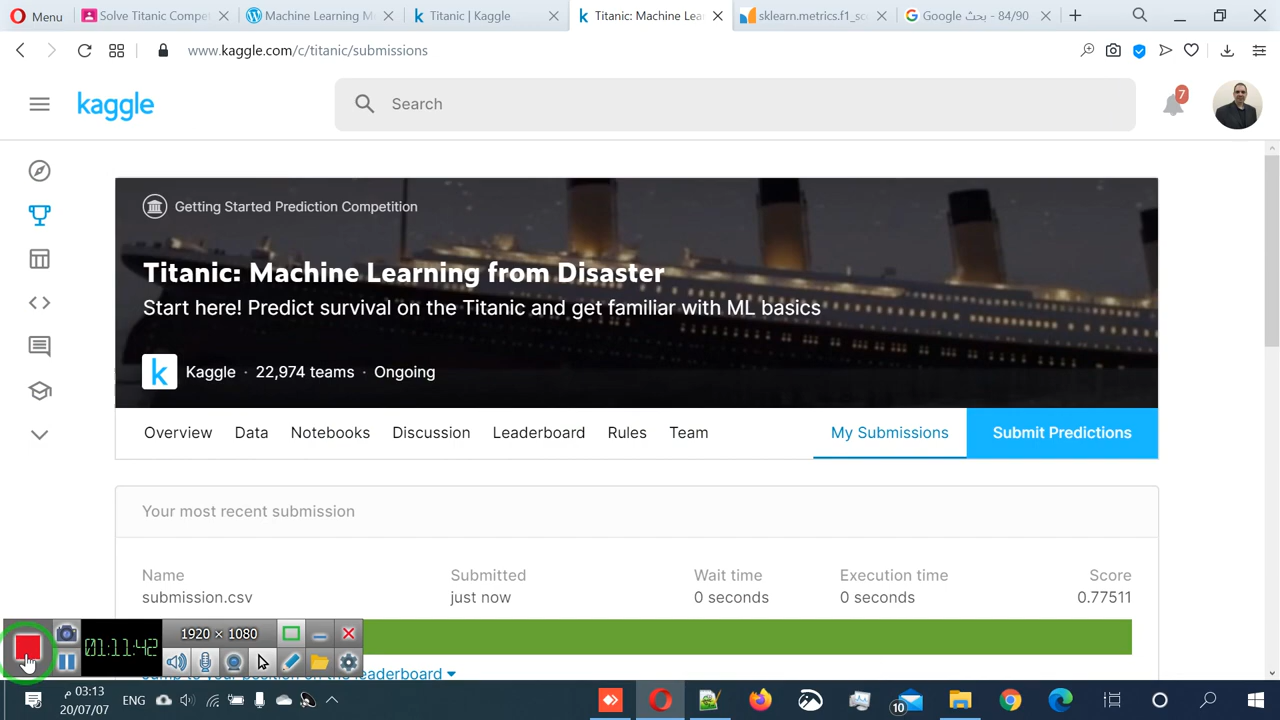 Menu
Solve Titanic Compe
Machine Learning M
Titanic | Kaggle
Titanic: Machine Lea
sklearn.metrics.f1_sc
84/90 - بحث Google
www.kaggle.com/c/titanic/submissions
kaggle
Search
7
Getting Started Prediction Competition
Titanic: Machine Learning from Disaster
Start here! Predict survival on the Titanic and get familiar with ML basics
k
Kaggle · 22,974 teams · Ongoing
Overview
Data
Notebooks
Discussion
Leaderboard
Rules
Team
My Submissions
Submit Predictions
Your most recent submission
Name
Submitted
Wait time
Execution time
Score
submission.csv
just now
0 seconds
0 seconds
0.77511
01:11:42
1920 × 1080
the leaderboard
03:13 م
20/07/07
ENG
10